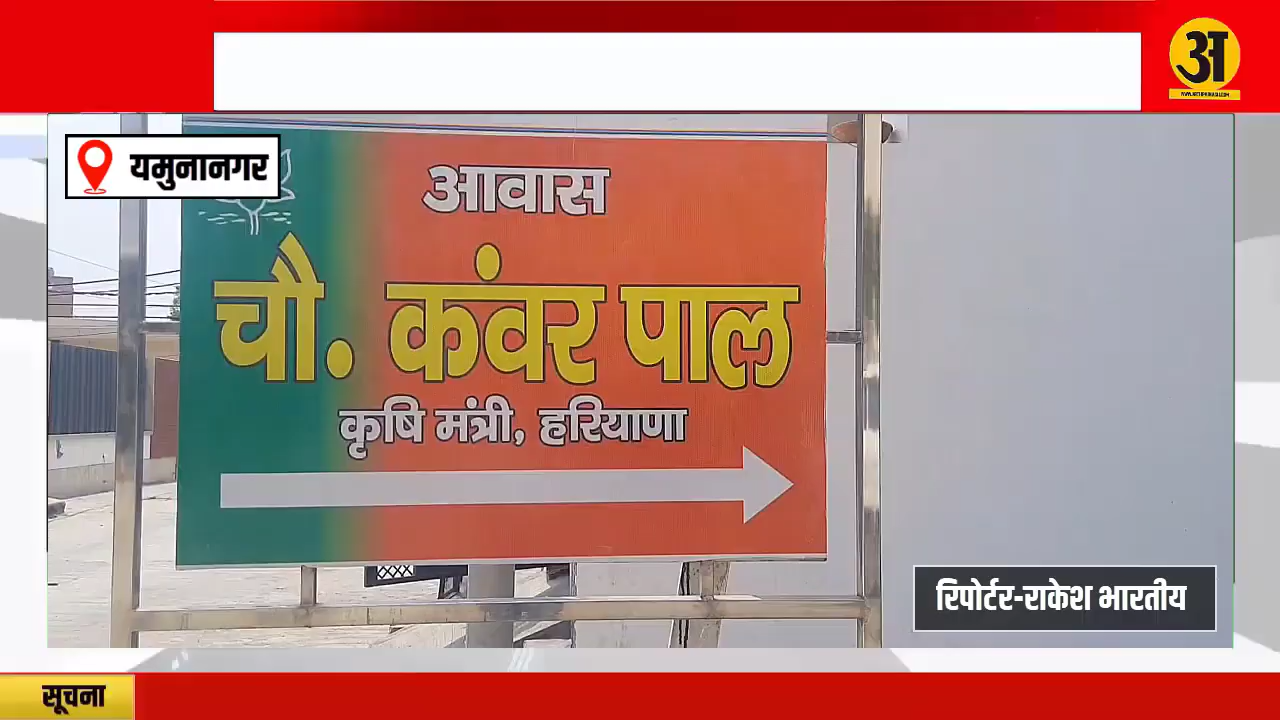 अ
यमुनानगर
आवास
चौ. कंवर पाल
कृषि मंत्री, हरियाणा
रिपोर्टर-राकेश भारतीय
सूचना